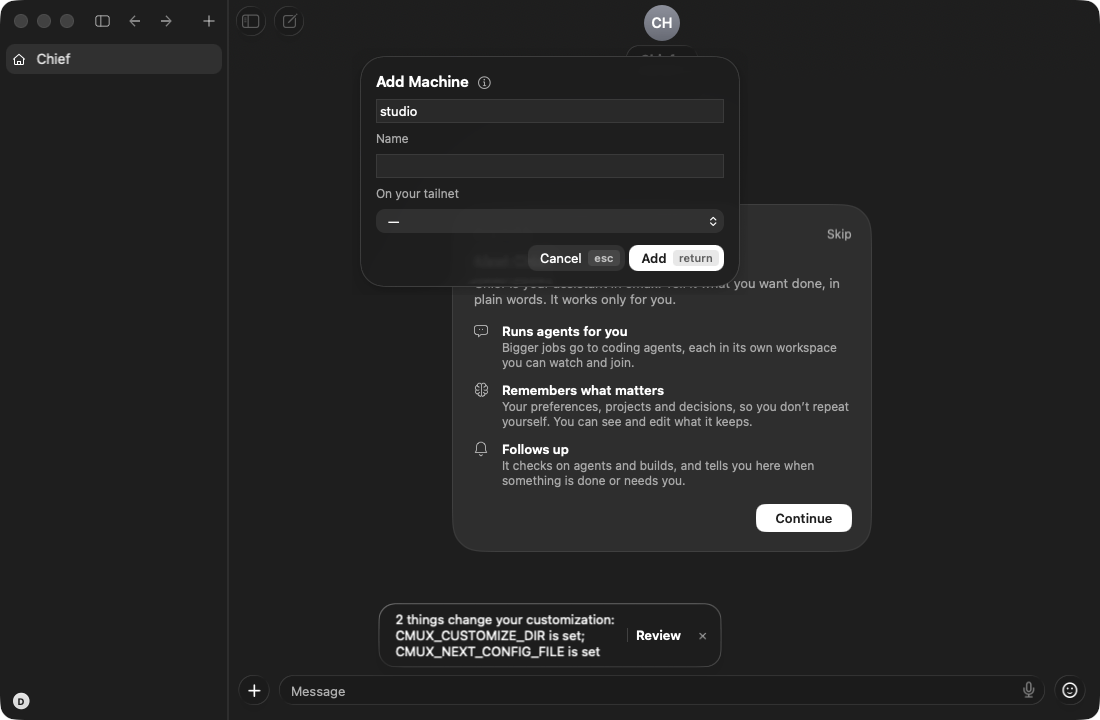 CH
Chief
Add Machine
studio
Name
On your tailnet
—
Cancel esc
Add return
Skip
plain words. It works only for you.
Runs agents for you
Bigger jobs go to coding agents, each in its own workspace
you can watch and join.
Remembers what matters
Your preferences, projects and decisions, so you don’t repeat
yourself. You can see and edit what it keeps.
Follows up
It checks on agents and builds, and tells you here when
something is done or needs you.
Continue
2 things change your customization:
CMUX_CUSTOMIZE_DIR is set;
CMUX_NEXT_CONFIG_FILE is set
Review
×
Message
D